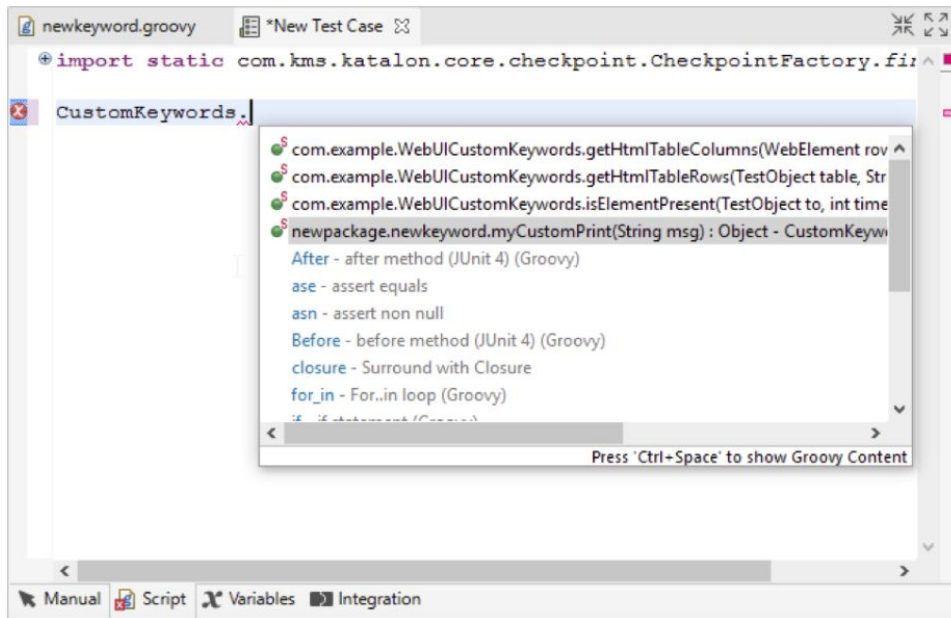 newkeyword.groovy *New Test Case
import static com.kms.katalon.core.checkpoint.CheckpointFactory.fi
CustomKeywords.
com.example.WebUICustomKeywords.getHtmlTableColumns(WebElement rov
com.example.WebUICustomKeywords.getHtmlTableRows(TestObject table, Str
com.example.WebUICustomKeywords.isElementPresent(TestObject to, int time
newpackage.newkeyword.myCustomPrint(String msg) : Object - CustomKeyw
After - after method (JUnit 4) (Groovy)
ase - assert equals
asn - assert non null
Before - before method (JUnit 4) (Groovy)
closure - Surround with Closure
for_in - For..in loop (Groovy)
if - if statement (Groovy)
Press 'Ctrl+Space' to show Groovy Content
Manual Script Variables Integration